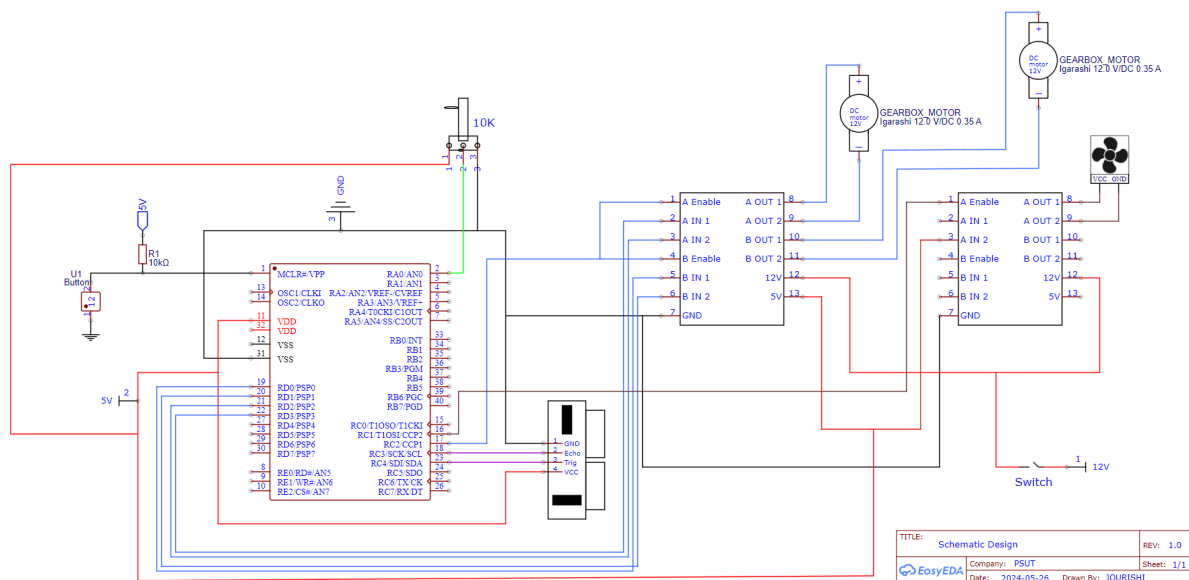 GEARBOX_MOTOR
Igarashi 12.0 V/DC 0.35 A
DC
motor
12V
+
−
GEARBOX_MOTOR
Igarashi 12.0 V/DC 0.35 A
DC
motor
12V
+
−
10K
1
2
3
1
2
3
GND
3
5V
R1
10kΩ
U1
Button
2
12
1
VCC GND
1 MCLR#/VPP
13 OSC1/CLKI
14 OSC2/CLKO
11 VDD
32 VDD
12 VSS
31 VSS
19 RD0/PSP0
20 RD1/PSP1
21 RD2/PSP2
22 RD3/PSP3
27 RD4/PSP4
28 RD5/PSP5
29 RD6/PSP6
30 RD7/PSP7
8 RE0/RD#/AN5
9 RE1/WR#/AN6
10 RE2/CS#/AN7
RA0/AN0 2
RA1/AN1 3
RA2/AN2/VREF-/CVREF 4
RA3/AN3/VREF+ 5
RA4/T0CKI/C1OUT 6
RA5/AN4/SS/C2OUT 7
RB0/INT 33
RB1 34
RB2 35
RB3/PGM 36
RB4 37
RB5 38
RB6/PGC 39
RB7/PGD 40
RC0/T1OSO/T1CKI 15
RC1/T1OSI/CCP2 16
RC2/CCP1 17
RC3/SCK/SCL 18
RC4/SDI/SDA 23
RC5/SDO 24
RC6/TX/CK 25
RC7/RX/DT 26
5V 2
1 GND
2 Echo
3 Trig
4 VCC
1 A Enable
2 A IN 1
3 A IN 2
4 B Enable
5 B IN 1
6 B IN 2
7 GND
A OUT 1 8
A OUT 2 9
B OUT 1 10
B OUT 2 11
12V 12
5V 13
1 A Enable
2 A IN 1
3 A IN 2
4 B Enable
5 B IN 1
6 B IN 2
7 GND
A OUT 1 8
A OUT 2 9
B OUT 1 10
B OUT 2 11
12V 12
5V 13
Switch
1
12V
TITLE:
Schematic Design
REV: 1.0
EasyEDA
Company: PSUT
Sheet: 1/1
Date: 2024-05-26 Drawn By: JOURISHI